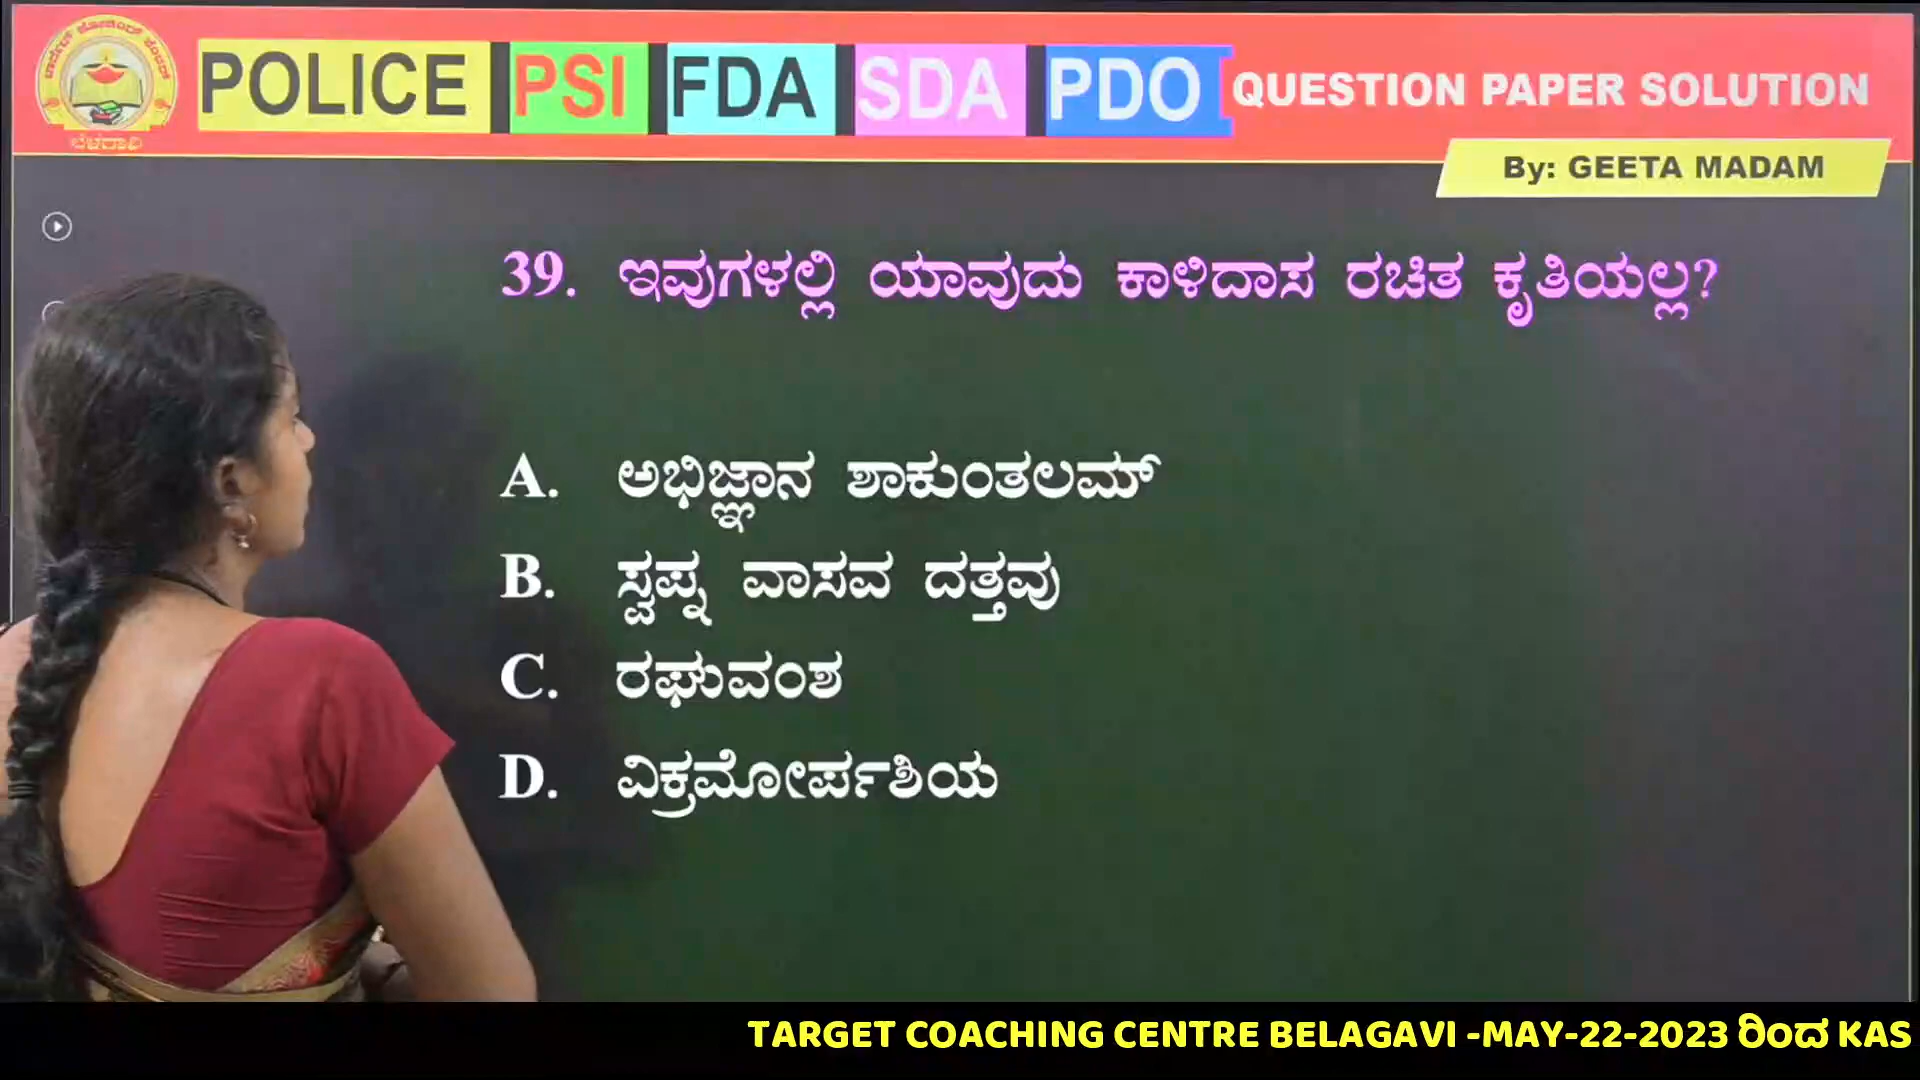 POLICE PSI FDA SDA PDO QUESTION PAPER SOLUTION
By: GEETA MADAM
ಬೆಳಗಾವಿ
39. ಇವುಗಳಲ್ಲಿ ಯಾವುದು ಕಾಳಿದಾಸ ರಚಿತ ಕೃತಿಯಲ್ಲ?
A. ಅಭಿಜ್ಞಾನ ಶಾಕುಂತಲಮ್
B. ಸ್ವಪ್ನ ವಾಸವ ದತ್ತವು
C. ರಘುವಂಶ
D. ವಿಕ್ರಮೋರ್ಪಶಿಯ
TARGET COACHING CENTRE BELAGAVI -MAY-22-2023 ರಿಂದ KAS